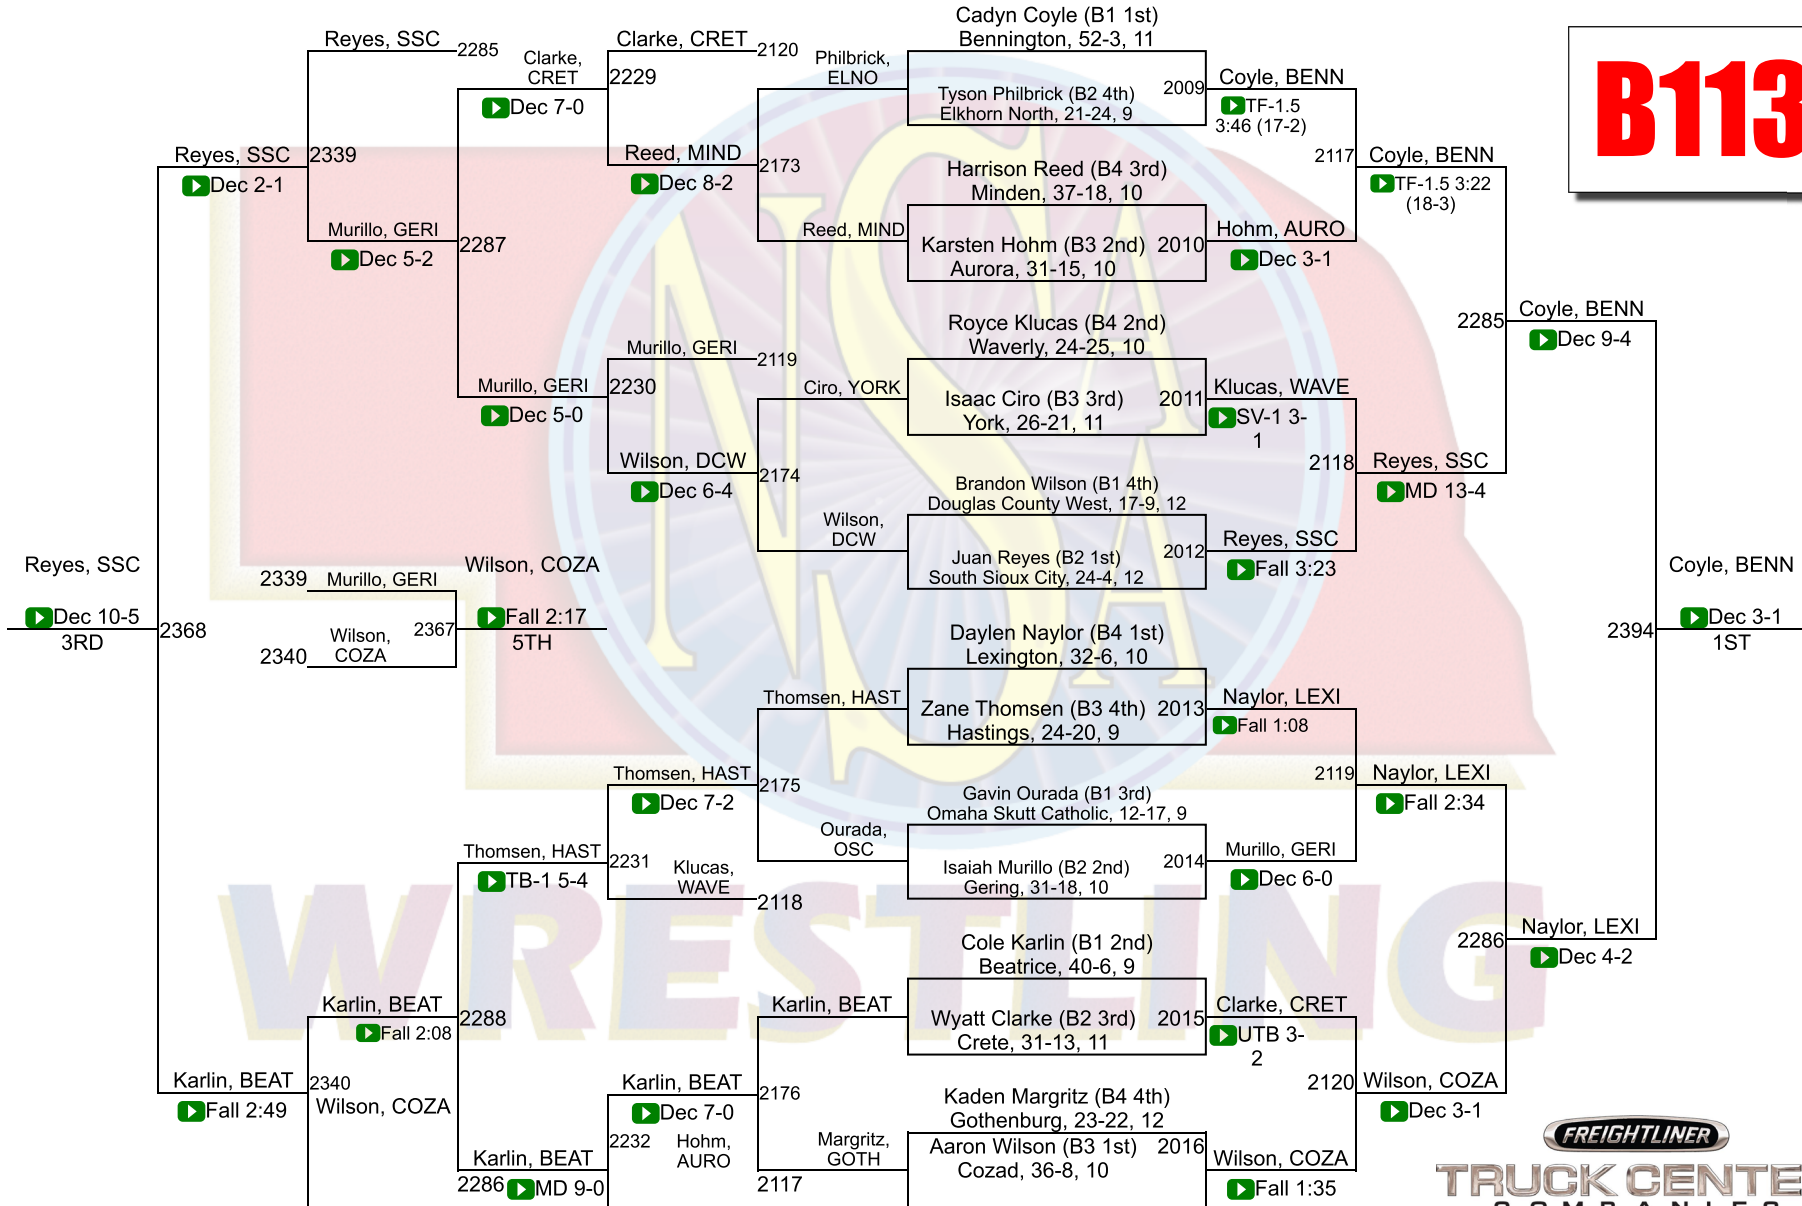 Cadyn Coyle (B1 1st)
Bennington, 52-3, 11
Tyson Philbrick (B2 4th)
Elkhorn North, 21-24, 9
2009
Harrison Reed (B4 3rd)
Minden, 37-18, 10
Karsten Hohm (B3 2nd)
Aurora, 31-15, 10
2010
Royce Klucas (B4 2nd)
Waverly, 24-25, 10
Isaac Ciro (B3 3rd)
York, 26-21, 11
2011
Brandon Wilson (B1 4th)
Douglas County West, 17-9, 12
Juan Reyes (B2 1st)
South Sioux City, 24-4, 12
2012
Daylen Naylor (B4 1st)
Lexington, 32-6, 10
Zane Thomsen (B3 4th)
Hastings, 24-20, 9
2013
Gavin Ourada (B1 3rd)
Omaha Skutt Catholic, 12-17, 9
Isaiah Murillo (B2 2nd)
Gering, 31-18, 10
2014
Cole Karlin (B1 2nd)
Beatrice, 40-6, 9
Wyatt Clarke (B2 3rd)
Crete, 31-13, 11
2015
Kaden Margritz (B4 4th)
Gothenburg, 23-22, 12
Aaron Wilson (B3 1st)
Cozad, 36-8, 10
2016
Coyle, BENN
TF-1.5
3:46 (17-2)
Hohm, AURO
Dec 3-1
2117
Klucas, WAVE
SV-1 3-
1
Reyes, SSC
Fall 3:23
2118
Naylor, LEXI
Fall 1:08
Murillo, GERI
Dec 6-0
2119
Clarke, CRET
UTB 3-
2
Wilson, COZA
Fall 1:35
2120
Coyle, BENN
TF-1.5 3:22
(18-3)
Reyes, SSC
MD 13-4
2285
Naylor, LEXI
Fall 2:34
Wilson, COZA
Dec 3-1
2286
Coyle, BENN
Dec 9-4
Naylor, LEXI
Dec 4-2
2394
Coyle, BENN
Dec 3-1
1ST
B113
Philbrick,
ELNO
Reed, MIND
2173
Ciro, YORK
Wilson,
DCW
2174
Thomsen, HAST
Ourada,
OSC
2175
Karlin, BEAT
Margritz,
GOTH
2176
2117
Clarke, CRET
2120
Reed, MIND
Dec 8-2
2229
Murillo, GERI
2119
Wilson, DCW
Dec 6-4
2230
Thomsen, HAST
Dec 7-2
Klucas,
WAVE
2118
2231
Karlin, BEAT
Dec 7-0
Hohm,
AURO
2232
Clarke,
CRET
Dec 7-0
Murillo, GERI
Dec 5-0
2287
Thomsen, HAST
TB-1 5-4
Karlin, BEAT
MD 9-0
2288
2286
Reyes, SSC
2285
Murillo, GERI
Dec 5-2
2339
Karlin, BEAT
Fall 2:08
Wilson, COZA
2340
Reyes, SSC
Dec 2-1
Karlin, BEAT
Fall 2:49
2368
Reyes, SSC
Dec 10-5
3RD
2339
Murillo, GERI
2340
Wilson,
COZA
2367
Wilson, COZA
Fall 2:17
5TH
NSAA
WRESTLING
FREIGHTLINER
TRUCK CENTE
COMPANIES